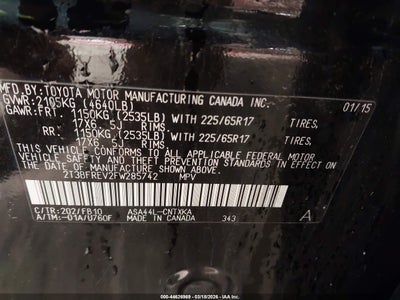 MFD.BY:TOYOTA MOTOR MANUFACTURING CANADA INC.
GVWR:2105KG (4640LB) 01/15
GAWR:FRT. 1150KG (2535LB) WITH 225/65R17 TIRES,
17X6.5J RIMS.
RR. 1150KG (2535LB) WITH 225/65R17 TIRES,
17X6.5J RIMS.
THIS VEHICLE CONFORMS TO ALL APPLICABLE FEDERAL MOTOR
VEHICLE SAFETY, BUMPER, AND THEFT PREVENTION STANDARDS
IN EFFECT ON THE DATE OF MANUFACTURE SHOWN ABOVE.
2T3BFREV2FW285742 MPV
C/TR:202/FB10 ASA44L-CNTXKA
A/TM:-01A/U760F MADE IN CANADA 343 A
000-44626969 - 03/18/2026 - IAA Inc.